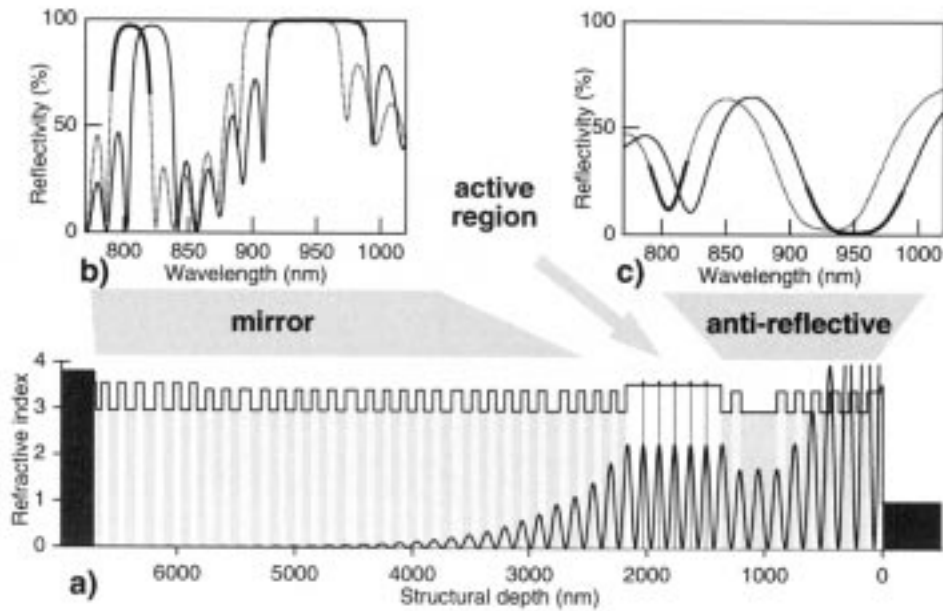 100
50
0
Reflectivity (%)
800 850 900 950 1000
Wavelength (nm)
b)
active
region
100
50
0
Reflectivity (%)
800 850 900 950 1000
Wavelength (nm)
c)
mirror
anti-reflective
4
3
2
1
0
Refractive index
6000 5000 4000 3000 2000 1000 0
Structural depth (nm)
a)